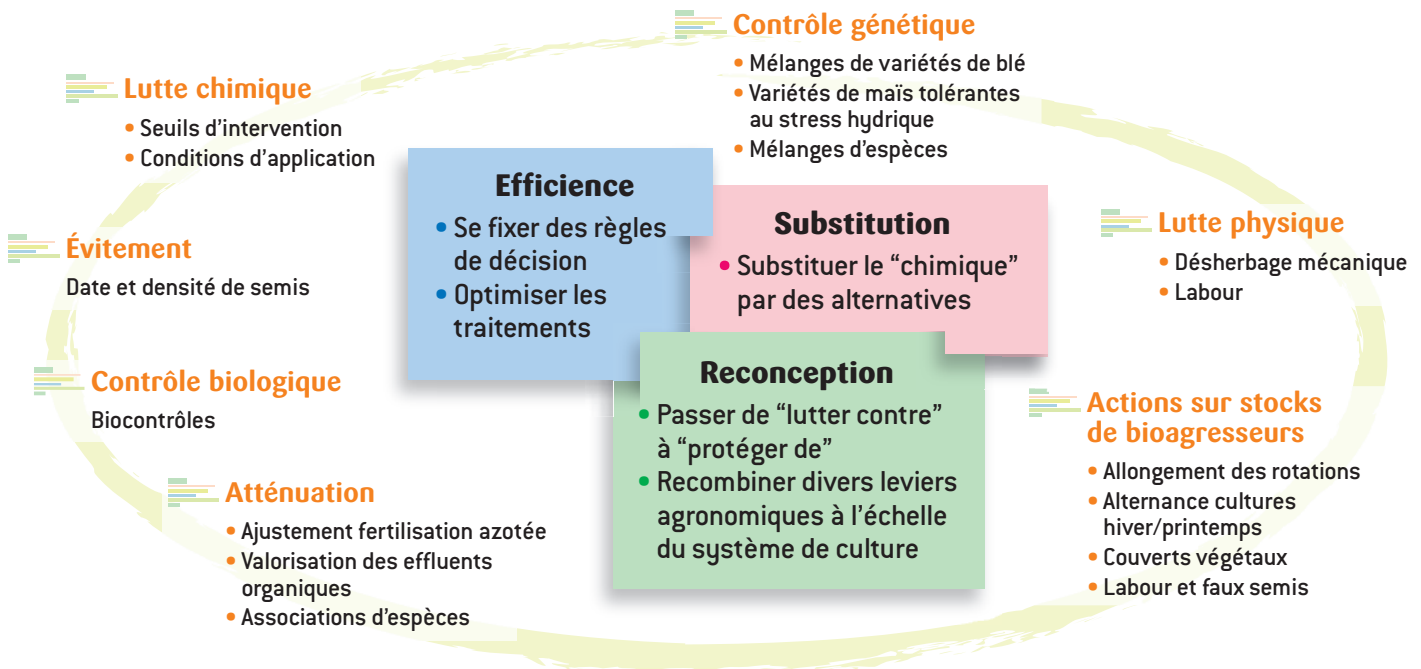 Contrôle génétique
• Mélanges de variétés de blé
• Variétés de maïs tolérantes
au stress hydrique
• Mélanges d’espèces
Lutte chimique
• Seuils d’intervention
• Conditions d’application
Efficience
• Se fixer des règles
de décision
• Optimiser les
traitements
Substitution
• Substituer le “chimique”
par des alternatives
Lutte physique
• Désherbage mécanique
• Labour
Évitement
Date et densité de semis
Reconception
• Passer de “lutter contre”
à “protéger de”
• Recombiner divers leviers
agronomiques à l’échelle
du système de culture
Contrôle biologique
Biocontrôles
Actions sur stocks
de bioagresseurs
• Allongement des rotations
• Alternance cultures
hiver/printemps
• Couverts végétaux
• Labour et faux semis
Atténuation
• Ajustement fertilisation azotée
• Valorisation des effluents
organiques
• Associations d’espèces